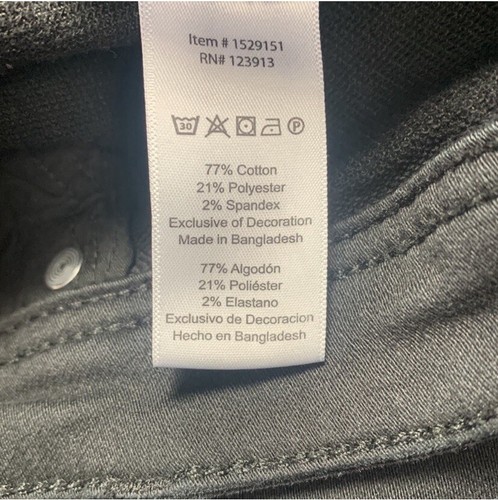 Item # 1529151
RN# 123913
30 P
77% Cotton
21% Polyester
2% Spandex
Exclusive of Decoration
Made in Bangladesh
77% Algodón
21% Poliéster
2% Elastano
Exclusivo de Decoracion
Hecho en Bangladesh